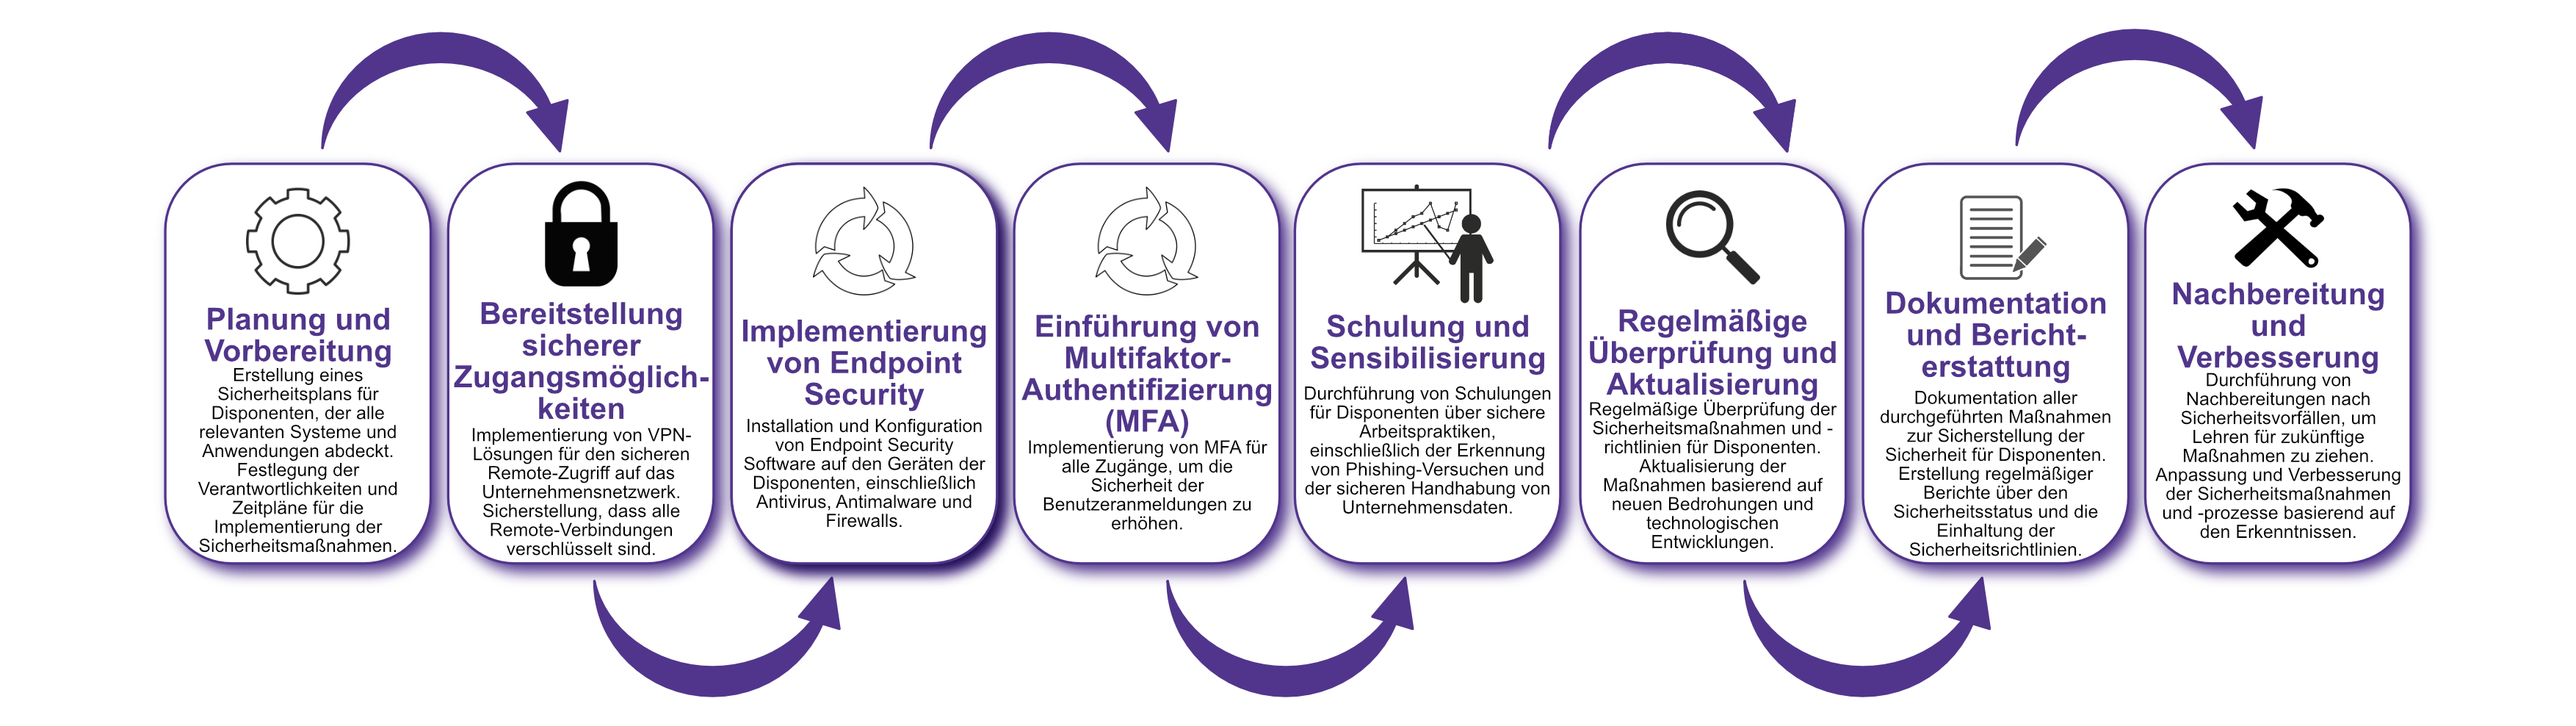 Planung und
Vorbereitung
Erstellung eines
Sicherheitsplans für
Disponenten, der alle
relevanten Systeme und
Anwendungen abdeckt.
Festlegung der
Verantwortlichkeiten und
Zeitpläne für die
Implementierung der
Sicherheitsmaßnahmen.
Bereitstellung
sicherer
Zugangsmöglich-
keiten
Implementierung von VPN-
Lösungen für den sicheren
Remote-Zugriff auf das
Unternehmensnetzwerk.
Sicherstellung, dass alle
Remote-Verbindungen
verschlüsselt sind.
Implementierung
von Endpoint
Security
Installation und Konfiguration
von Endpoint Security
Software auf den Geräten der
Disponenten, einschließlich
Antivirus, Antimalware und
Firewalls.
Einführung von
Multifaktor-
Authentifizierung
(MFA)
Implementierung von MFA für
alle Zugänge, um die
Sicherheit der
Benutzeranmeldungen zu
erhöhen.
Schulung und
Sensibilisierung
Durchführung von Schulungen
für Disponenten über sichere
Arbeitspraktiken,
einschließlich der Erkennung
von Phishing-Versuchen und
der sicheren Handhabung von
Unternehmensdaten.
Regelmäßige
Überprüfung und
Aktualisierung
Regelmäßige Überprüfung der
Sicherheitsmaßnahmen und -
richtlinien für Disponenten.
Aktualisierung der
Maßnahmen basierend auf
neuen Bedrohungen und
technologischen
Entwicklungen.
Dokumentation
und Bericht-
erstattung
Dokumentation aller
durchgeführten Maßnahmen
zur Sicherstellung der
Sicherheit für Disponenten.
Erstellung regelmäßiger
Berichte über den
Sicherheitsstatus und die
Einhaltung der
Sicherheitsrichtlinien.
Nachbereitung
und
Verbesserung
Durchführung von
Nachbereitungen nach
Sicherheitsvorfällen, um
Lehren für zukünftige
Maßnahmen zu ziehen.
Anpassung und Verbesserung
der Sicherheitsmaßnahmen
und -prozesse basierend auf
den Erkenntnissen.